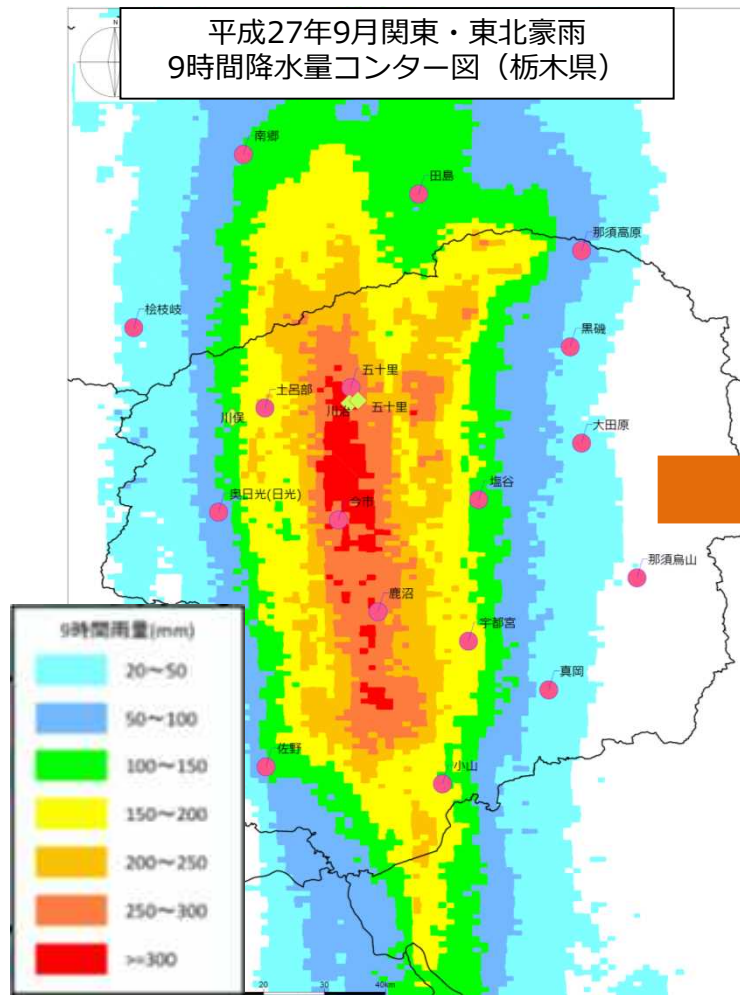 平成27年9月関東・東北豪雨
9時間降水量コンター図（栃木県）
N
南郷
田島
那須高原
桧枝岐
黒磯
五十里
土呂部
川治
五十里
川俣
大田原
塩谷
奥日光(日光)
今市
那須烏山
鹿沼
宇都宮
真岡
佐野
小山
9時間雨量(mm)
20～50
50～100
100～150
150～200
200～250
250～300
>=300
20
40km